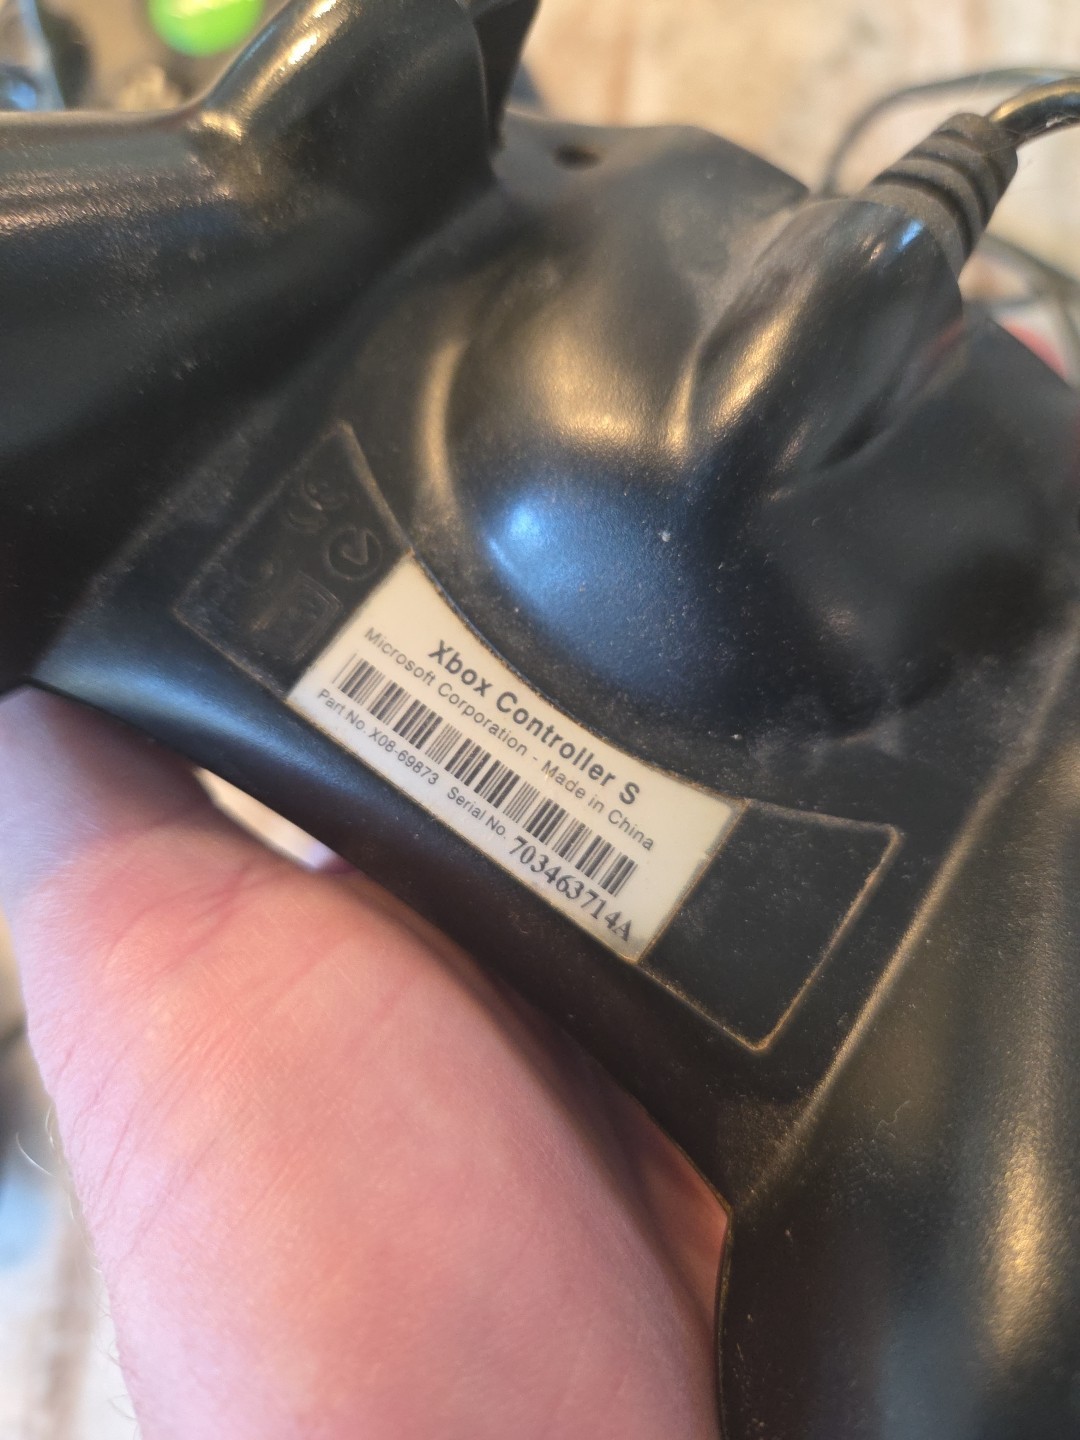 Xbox Controller S
Microsoft Corporation - Made in China
Part No. X08-69873 Serial No. 703463714A